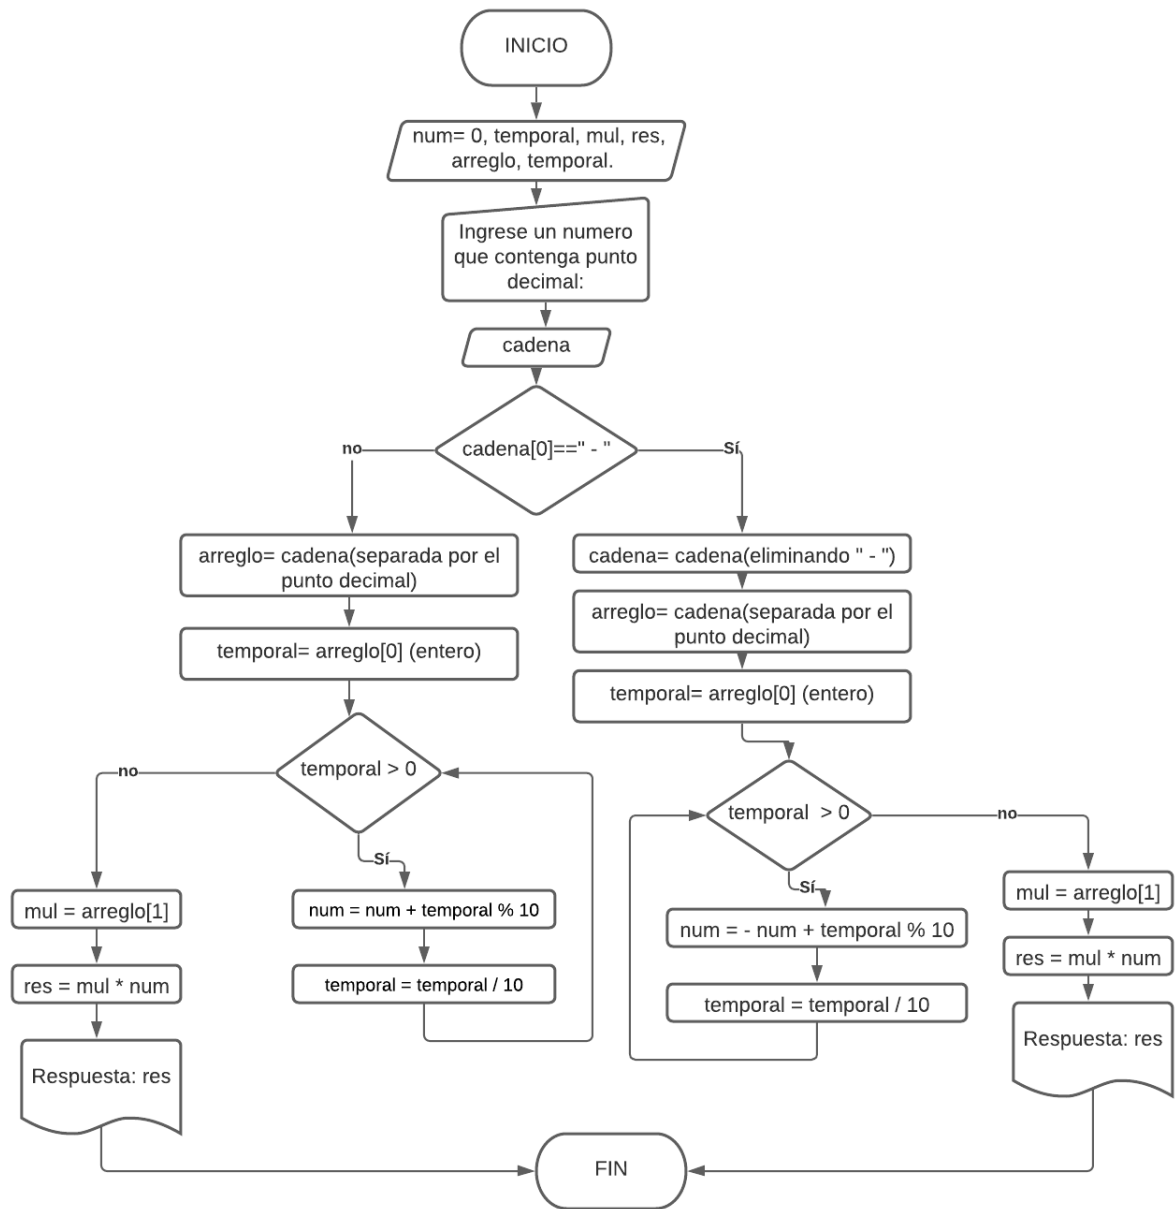 INICIO
num= 0, temporal, mul, res,
arreglo, temporal.
Ingrese un numero
que contenga punto
decimal:
cadena
cadena[0]==" - "
no
Sí
arreglo= cadena(separada por el
punto decimal)
temporal= arreglo[0] (entero)
temporal > 0
no
Sí
num = num + temporal % 10
temporal = temporal / 10
mul = arreglo[1]
res = mul * num
Respuesta: res
cadena= cadena(eliminando " - ")
arreglo= cadena(separada por el
punto decimal)
temporal= arreglo[0] (entero)
temporal  > 0
no
Sí
num = - num + temporal % 10
temporal = temporal / 10
mul = arreglo[1]
res = mul * num
Respuesta: res
FIN